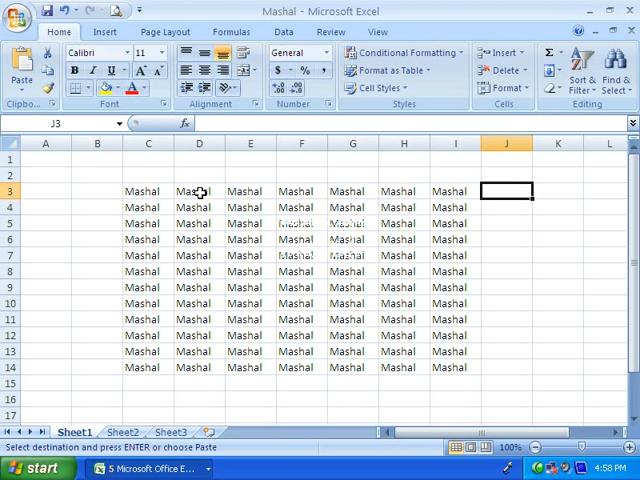 Mashal - Microsoft Excel
Home Insert Page Layout Formulas Data Review View
Paste
Calibri 11
B I U A A
General
$ % ,
Conditional Formatting
Format as Table
Cell Styles
Insert
Delete
Format
Σ
Sort & Filter
Find & Select
Clipboa... Font Alignment Number Styles Cells Editing
J3 fx
A B C D E F G H I J K L
1
2
3 Mashal Mashal Mashal Mashal Mashal Mashal Mashal
4 Mashal Mashal Mashal Mashal Mashal Mashal Mashal
5 Mashal Mashal Mashal Mashal Mashal Mashal Mashal
6 Mashal Mashal Mashal Mashal Mashal Mashal Mashal
7 Mashal Mashal Mashal Mashal Mashal Mashal Mashal
8 Mashal Mashal Mashal Mashal Mashal Mashal Mashal
9 Mashal Mashal Mashal Mashal Mashal Mashal Mashal
10 Mashal Mashal Mashal Mashal Mashal Mashal Mashal
11 Mashal Mashal Mashal Mashal Mashal Mashal Mashal
12 Mashal Mashal Mashal Mashal Mashal Mashal Mashal
13 Mashal Mashal Mashal Mashal Mashal Mashal Mashal
14 Mashal Mashal Mashal Mashal Mashal Mashal Mashal
15
16
17
Sheet1 Sheet2 Sheet3
Select destination and press ENTER or choose Paste 100%
start 5 Microsoft Office E... 4:58 PM